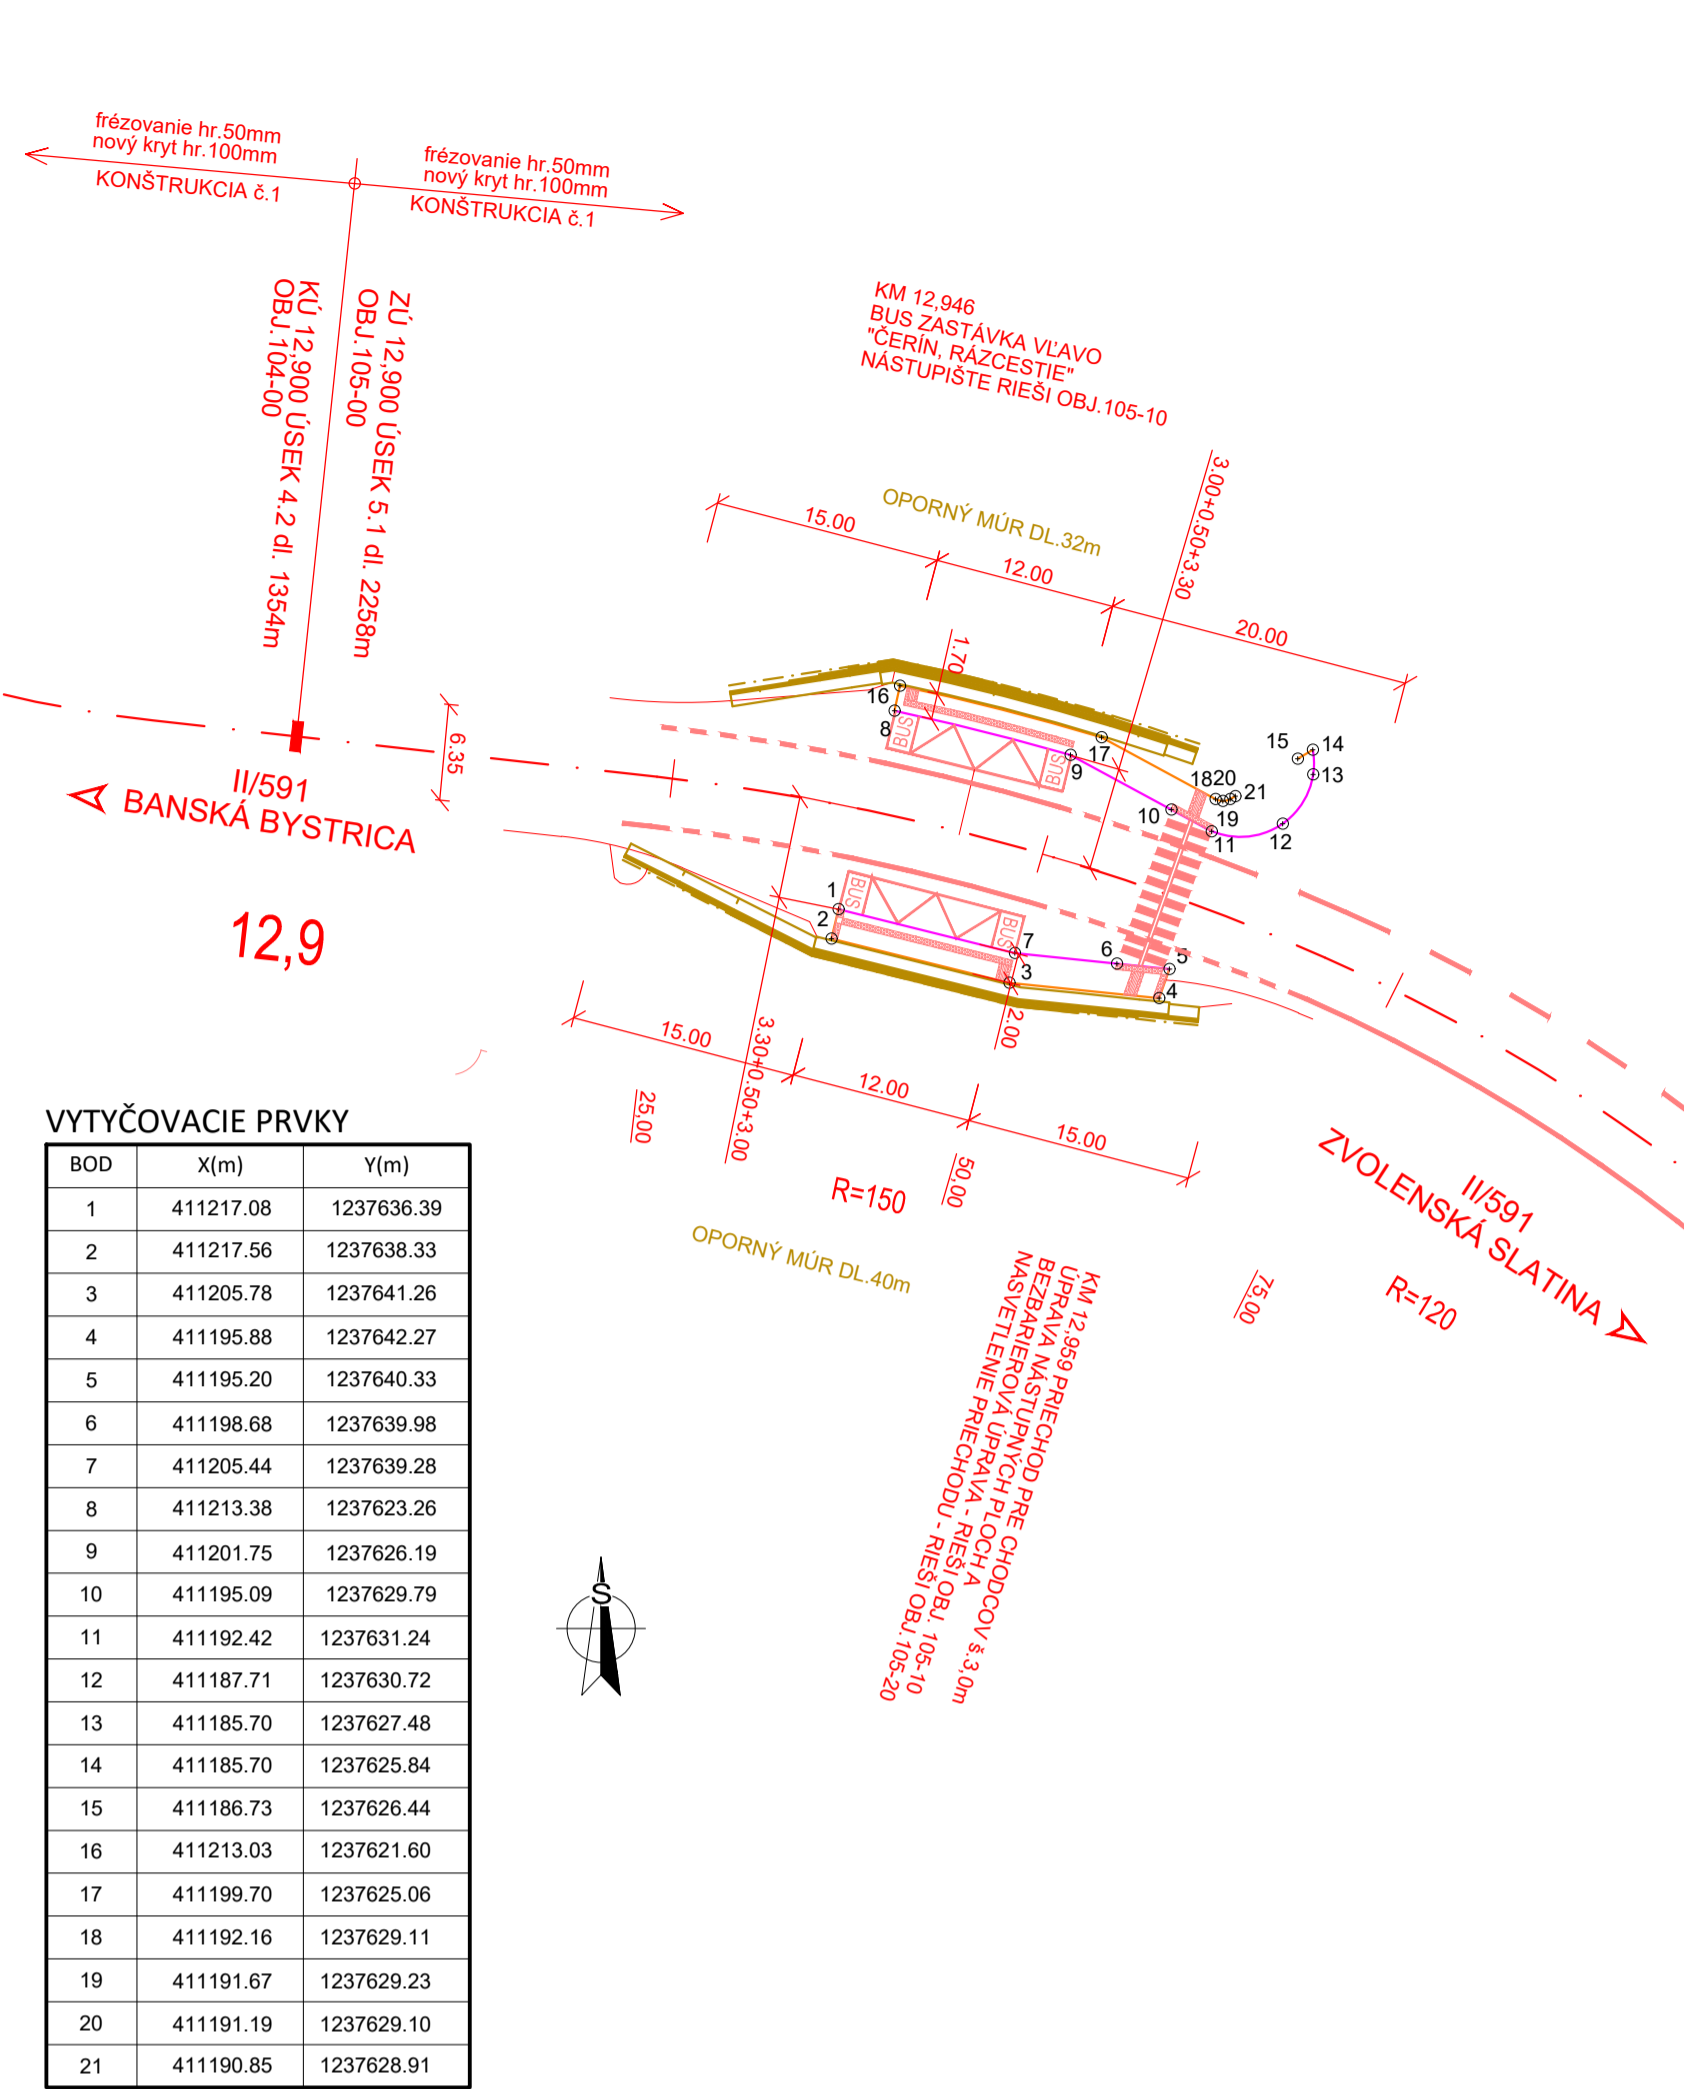 frézovanie hr.50mm
nový kryt hr.100mm
KONŠTRUKCIA č.1
frézovanie hr.50mm
nový kryt hr.100mm
KONŠTRUKCIA č.1
KÚ 12,900 ÚSEK 4.2 dl. 1354m
OBJ.104-00
ZÚ 12,900 ÚSEK 5.1 dl. 2258m
OBJ.105-00
KM 12,946
BUS ZASTÁVKA VĽAVO
"ČERÍN, RÁZCESTIE"
NÁSTUPIŠTE RIEŠI OBJ.105-10
OPORNÝ MÚR DL.32m
15.00
12.00
20.00
3.00+0.50+3.30
1.70
6.35
II/591
BANSKÁ BYSTRICA
12,9
16
8
BUS
BUS
9
17
10
18
20
21
19
11
12
13
14
15
1
2
BUS
BUS
7
3
6
5
4
2.00
15.00
12.00
15.00
3.30+0.50+3.00
25,00
50,00
75,00
R=150
R=120
OPORNÝ MÚR DL.40m
II/591
ZVOLENSKÁ SLATINA
KM 12,959 PRIECHOD PRE CHODCOV š.3,0m
ÚPRAVA NÁSTUPNÝCH PLOCH A
BEZBARIEROVÁ ÚPRAVA - RIEŠI OBJ. 105-10
NASVETLENIE PRIECHODU - RIEŠI OBJ.105-20
S
VYTYČOVACIE PRVKY
BOD X(m) Y(m)
1 411217.08 1237636.39
2 411217.56 1237638.33
3 411205.78 1237641.26
4 411195.88 1237642.27
5 411195.20 1237640.33
6 411198.68 1237639.98
7 411205.44 1237639.28
8 411213.38 1237623.26
9 411201.75 1237626.19
10 411195.09 1237629.79
11 411192.42 1237631.24
12 411187.71 1237630.72
13 411185.70 1237627.48
14 411185.70 1237625.84
15 411186.73 1237626.44
16 411213.03 1237621.60
17 411199.70 1237625.06
18 411192.16 1237629.11
19 411191.67 1237629.23
20 411191.19 1237629.10
21 411190.85 1237628.91